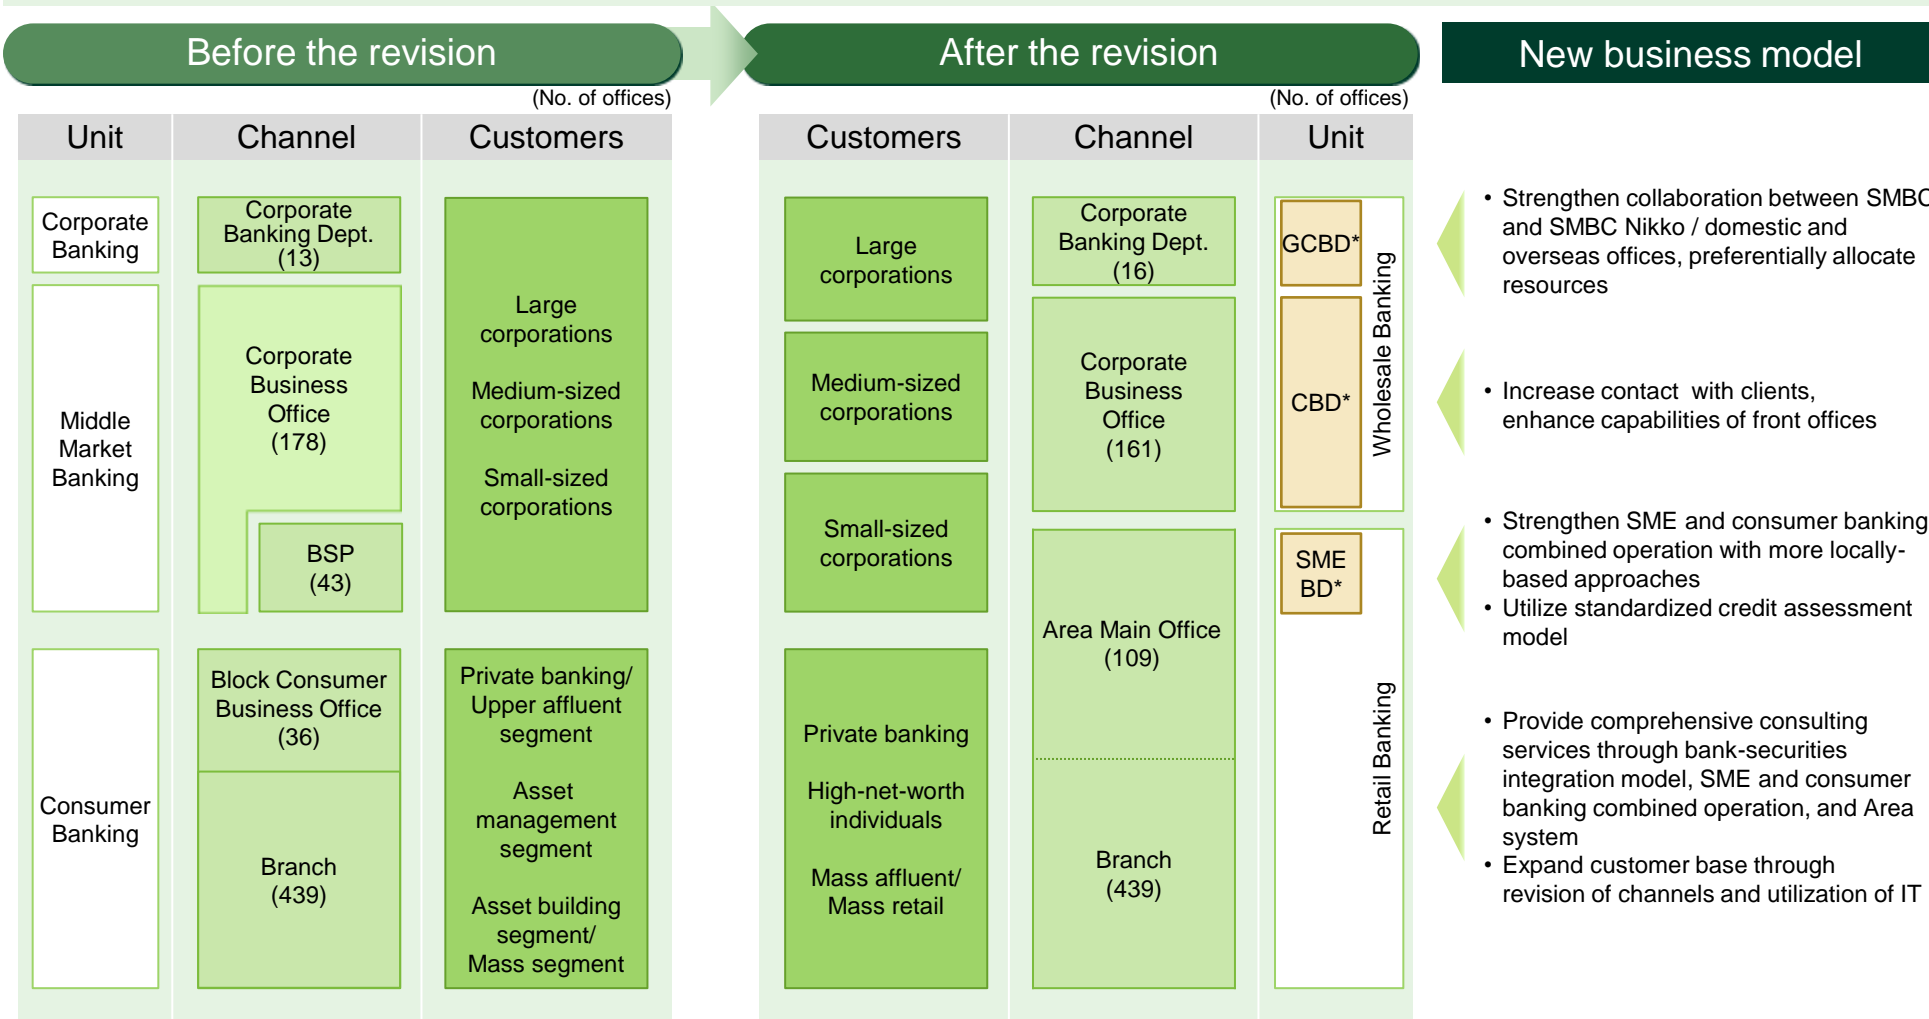 Before the revision
After the revision
New business model
(No. of offices)
(No. of offices)
Unit
Channel
Customers
Customers
Channel
Unit
Corporate
Banking
Corporate
Banking Dept.
(13)
Middle
Market
Banking
Corporate
Business
Office
(178)
BSP
(43)
Large
corporations
Medium-sized
corporations
Small-sized
corporations
Consumer
Banking
Block Consumer
Business Office
(36)
Branch
(439)
Private banking/
Upper affluent
segment
Asset
management
segment
Asset building
segment/
Mass segment
Large
corporations
Medium-sized
corporations
Small-sized
corporations
Private banking
High-net-worth
individuals
Mass affluent/
Mass retail
Corporate
Banking Dept.
(16)
Corporate
Business
Office
(161)
Area Main Office
(109)
Branch
(439)
GCBD*
CBD*
Wholesale Banking
SME
BD*
Retail Banking
• Strengthen collaboration between SMBC
and SMBC Nikko / domestic and
overseas offices, preferentially allocate
resources
• Increase contact with clients,
enhance capabilities of front offices
• Strengthen SME and consumer banking
combined operation with more locally-
based approaches
• Utilize standardized credit assessment
model
• Provide comprehensive consulting
services through bank-securities
integration model, SME and consumer
banking combined operation, and Area
system
• Expand customer base through
revision of channels and utilization of IT